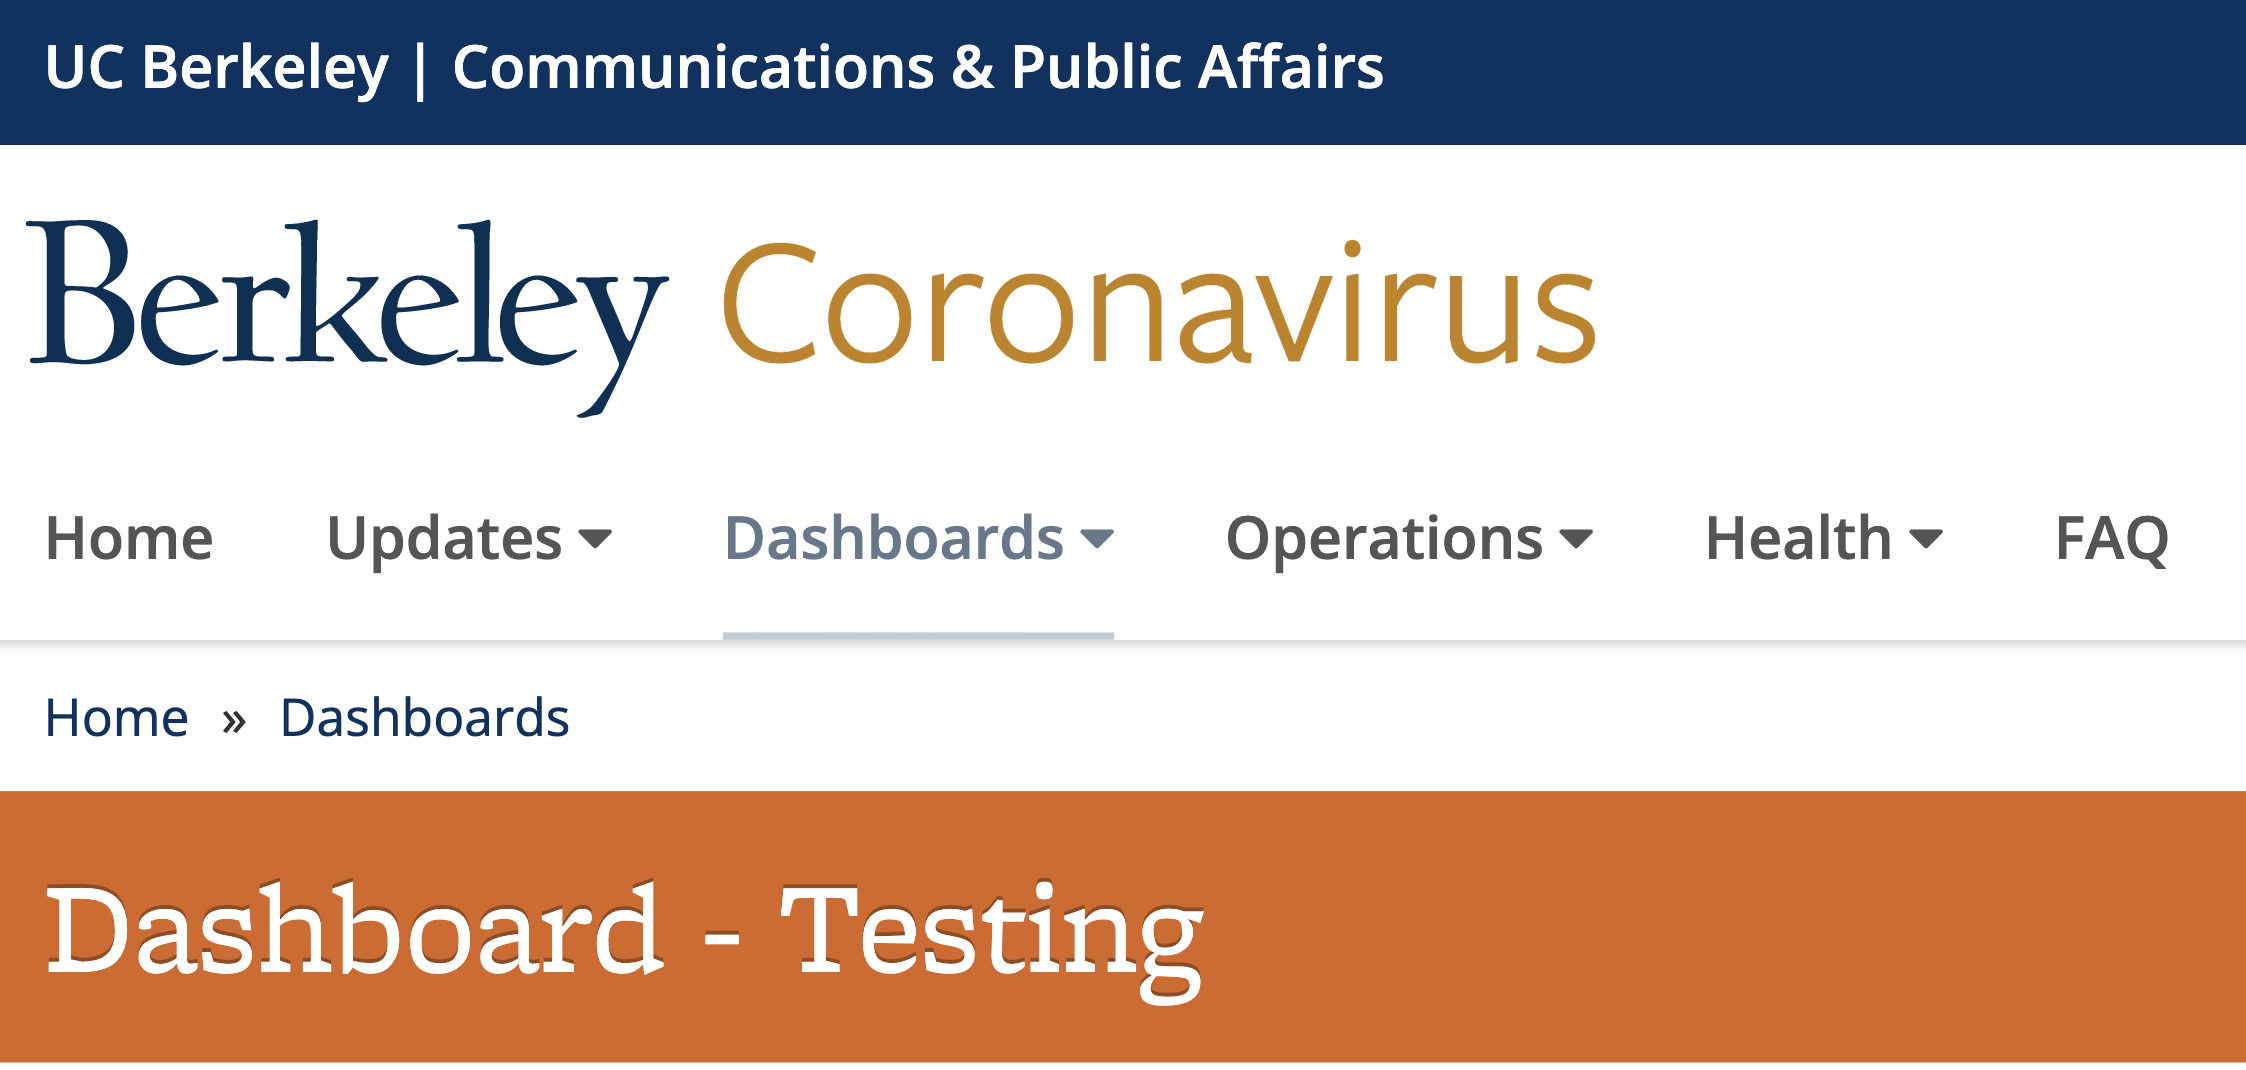 UC Berkeley | Communications & Public Affairs
Berkeley Coronavirus
Home Updates Dashboards Operations Health FAQ
Home » Dashboards
Dashboard - Testing